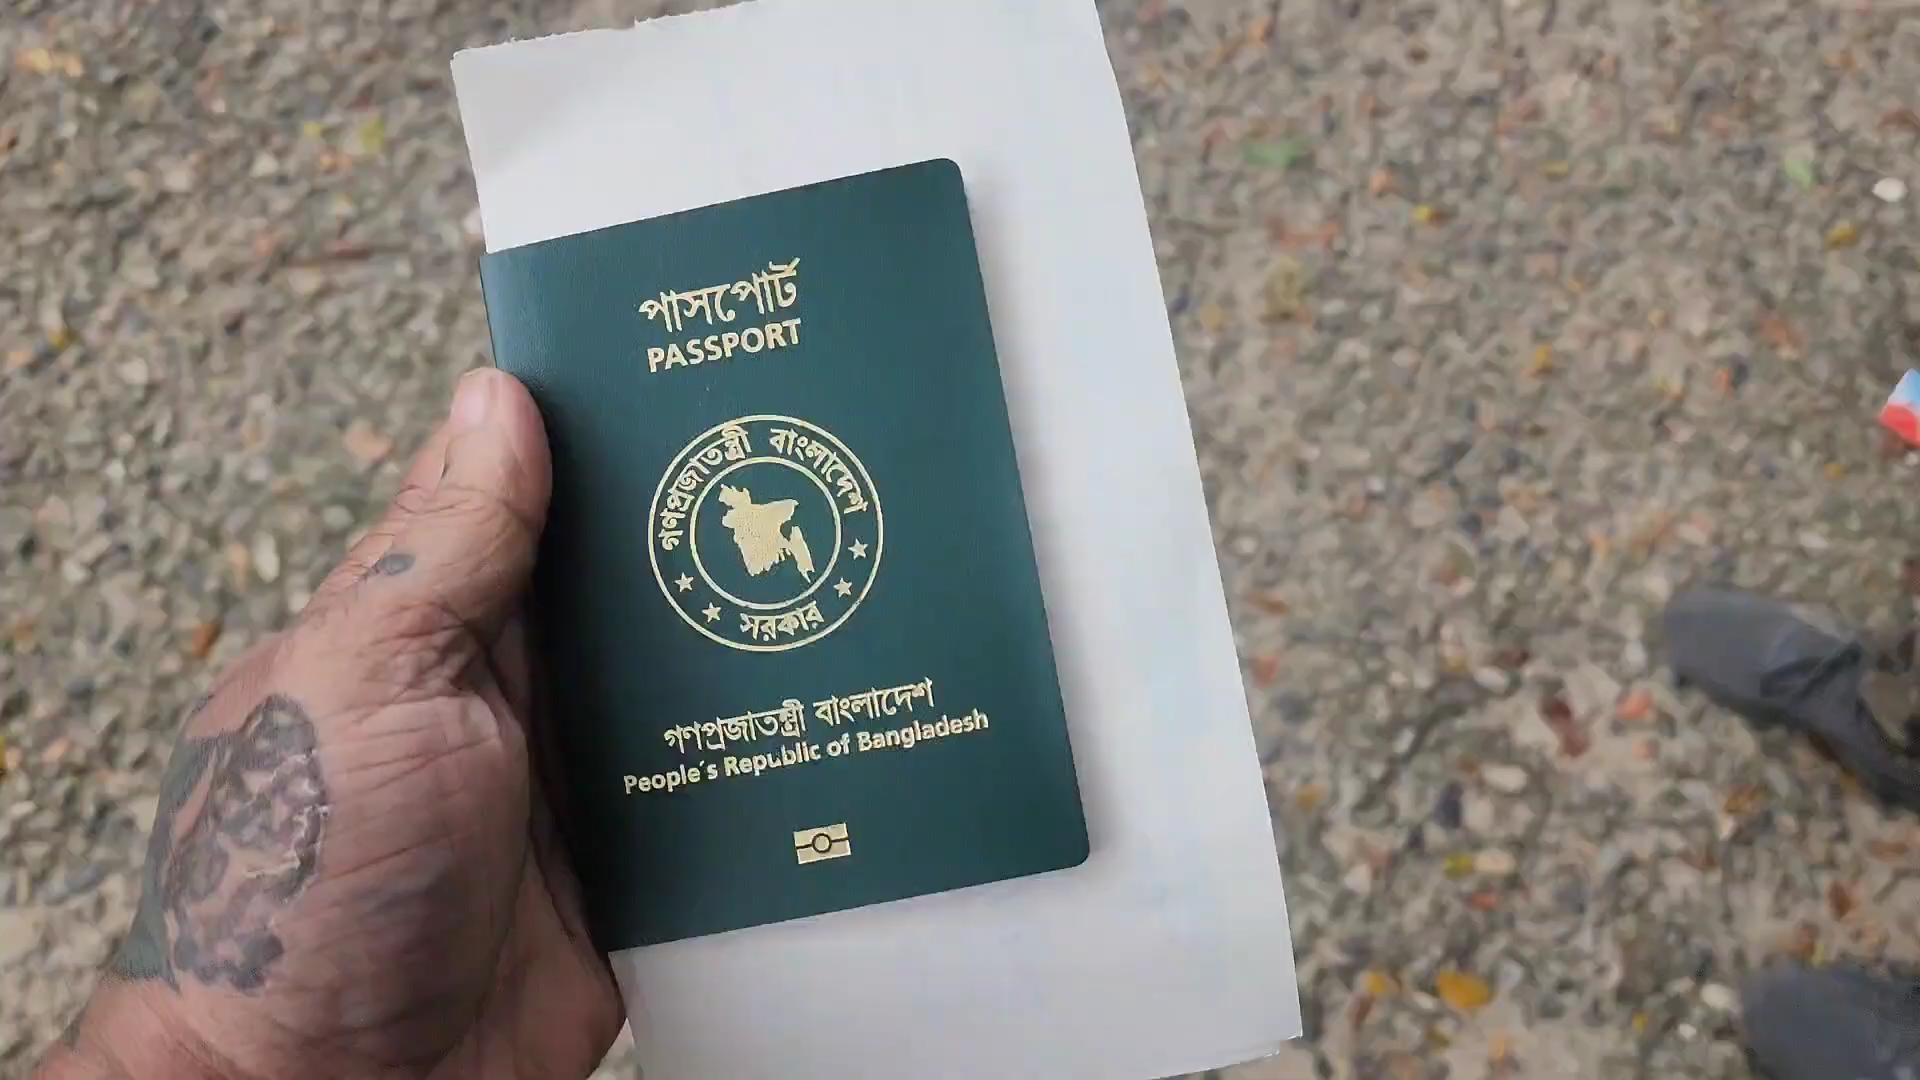 পাসপোর্ট
PASSPORT
গণপ্রজাতন্ত্রী বাংলাদেশ
সরকার
গণপ্রজাতন্ত্রী বাংলাদেশ
People's Republic of Bangladesh